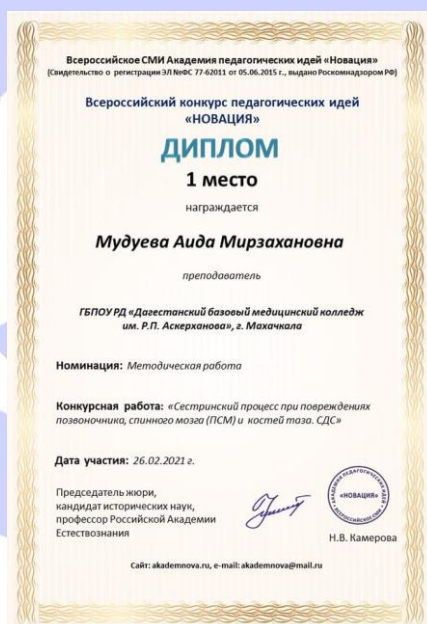 Всероссийское СМИ Академия педагогических идей «Новация»
(Свидетельство о регистрации ЭЛ №ФС 77-62011 от 05.06.2015 г., выдано Роскомнадзором РФ)
Всероссийский конкурс педагогических идей
«НОВАЦИЯ»
ДИПЛОМ
1 место
награждается
Мудуева Аида Мирзахановна
преподаватель
ГБПОУ РД «Дагестанский базовый медицинский колледж
им. Р.П. Аскерханова», г. Махачкала
Номинация: Методическая работа
Конкурсная работа: «Сестринский процесс при повреждениях
позвоночника, спинного мозга (ПСМ) и костей таза. СДС»
Дата участия: 26.02.2021 г.
Председатель жюри,
кандидат исторических наук,
профессор Российской Академии
Естествознания
«НОВАЦИЯ»
Н.В. Камерова
Сайт: akademnova.ru, e-mail: akademnova@mail.ru